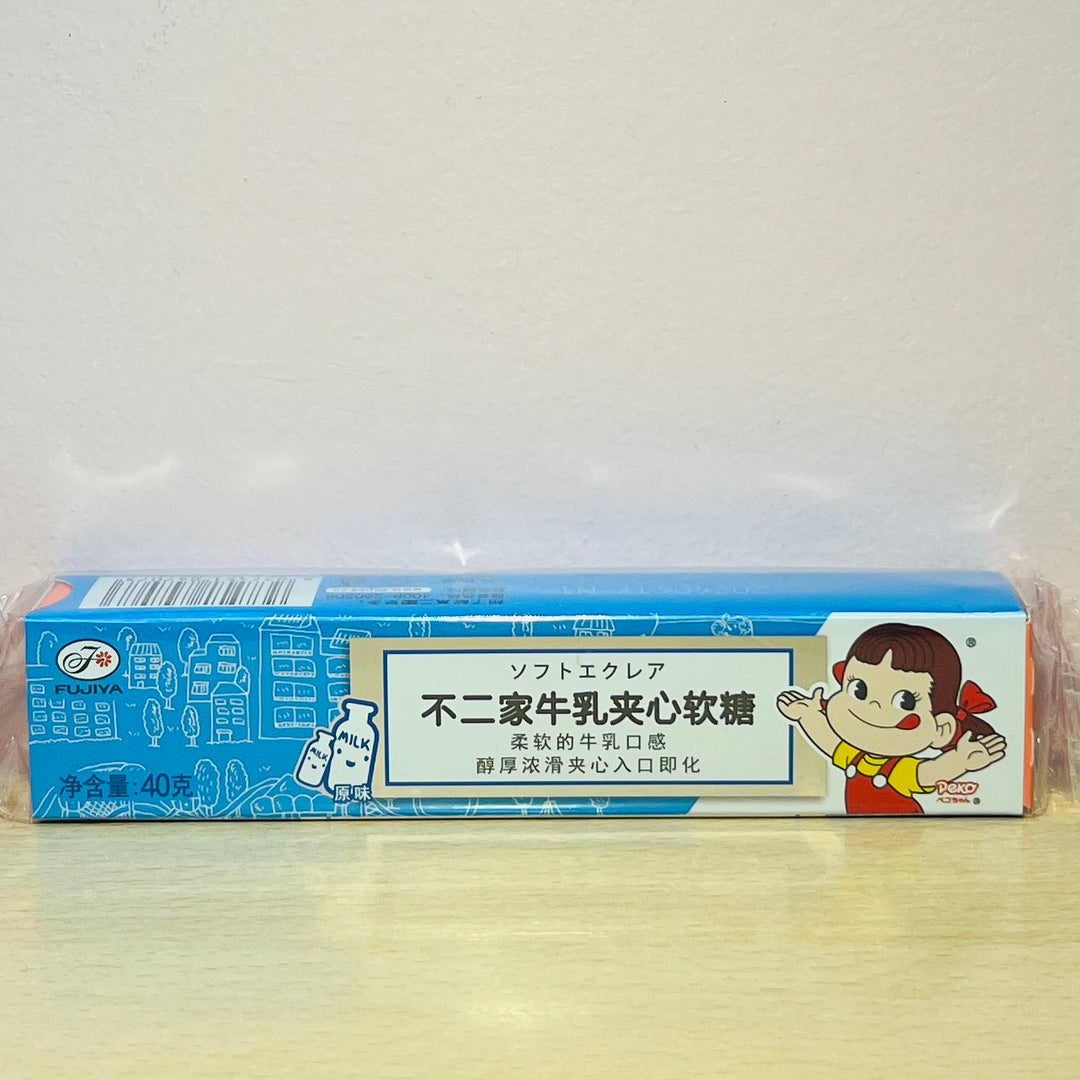 FUJIYA
ソフトエクレア
不二家牛乳夹心软糖
柔软的牛乳口感
醇厚浓滑夹心入口即化
MILK
MILK
原味
净含量:40克
Peko
ペコちゃん